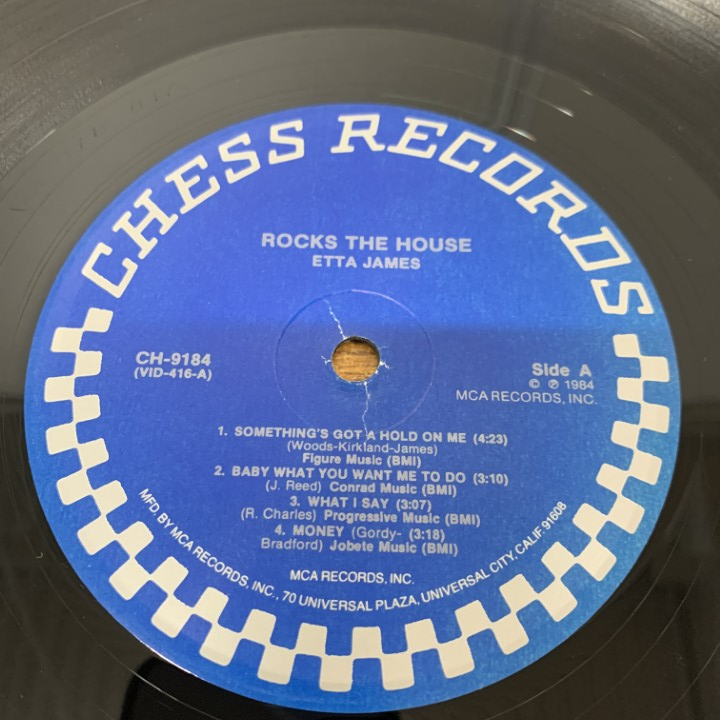 CHESS RECORDS
ROCKS THE HOUSE
ETTA JAMES
CH-9184
(VID-416-A)
Side A
© ℗ 1984
MCA RECORDS, INC.
1. SOMETHING'S GOT A HOLD ON ME (4:23)
(Woods-Kirkland-James)
Figure Music (BMI)
2. BABY WHAT YOU WANT ME TO DO (3:10)
(J. Reed) Conrad Music (BMI)
3. WHAT I SAY (3:07)
(R. Charles) Progressive Music (BMI)
4. MONEY (Gordy- (3:18)
Bradford) Jobete Music (BMI)
MCA RECORDS, INC.
MFD. BY MCA RECORDS, INC., 70 UNIVERSAL PLAZA, UNIVERSAL CITY, CALIF. 91608